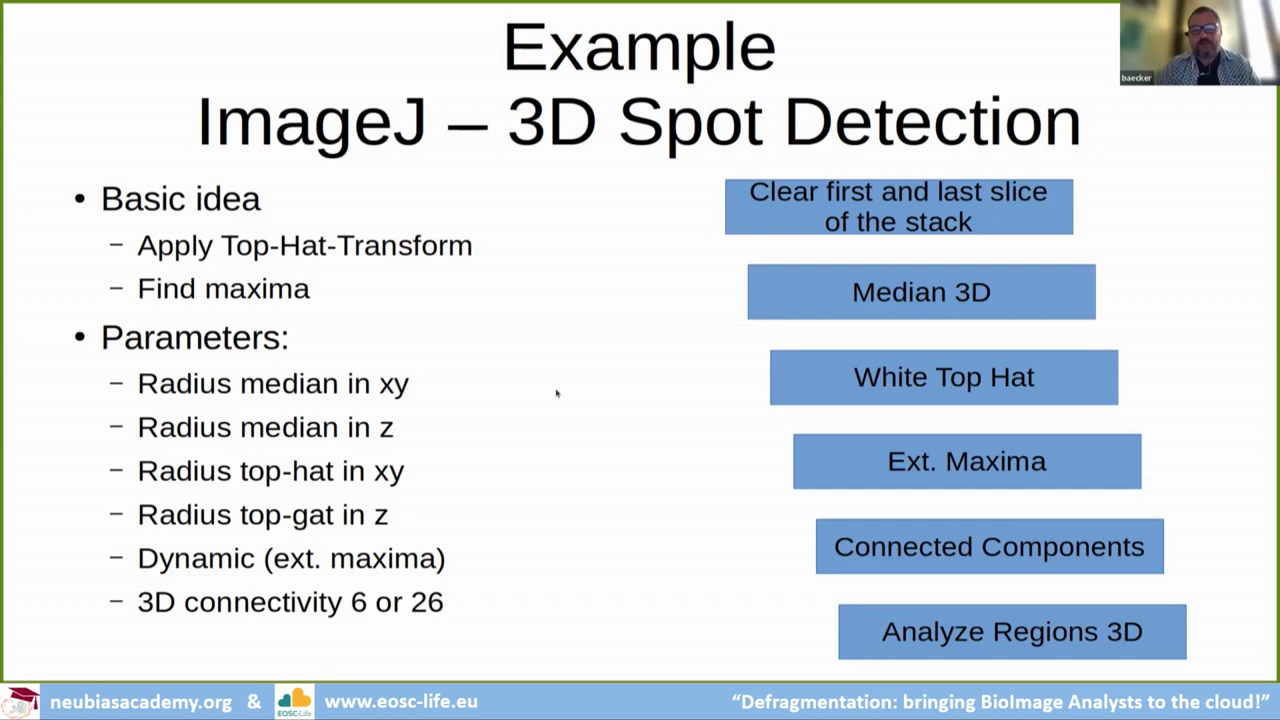 Example
ImageJ – 3D Spot Detection
baecker
• Basic idea
– Apply Top-Hat-Transform
– Find maxima
• Parameters:
– Radius median in xy
– Radius median in z
– Radius top-hat in xy
– Radius top-gat in z
– Dynamic (ext. maxima)
– 3D connectivity 6 or 26
Clear first and last slice
of the stack
Median 3D
White Top Hat
Ext. Maxima
Connected Components
Analyze Regions 3D
neubiasacademy.org &
EOSC-LIFE
www.eosc-life.eu
“Defragmentation: bringing BioImage Analysts to the cloud!”